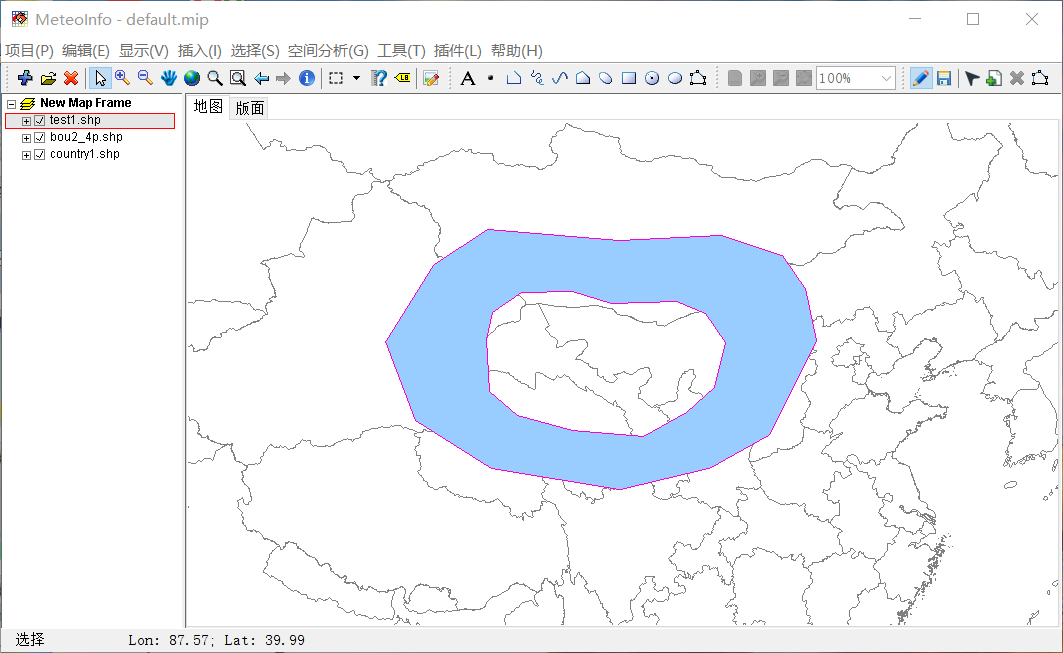 MeteoInfo - default.mip
项目(P) 编辑(E) 显示(V) 插入(I) 选择(S) 空间分析(G) 工具(T) 插件(L) 帮助(H)
LB A 100%
New Map Frame
test1.shp
bou2_4p.shp
country1.shp
地图 版面
选择 Lon: 87.57; Lat: 39.99